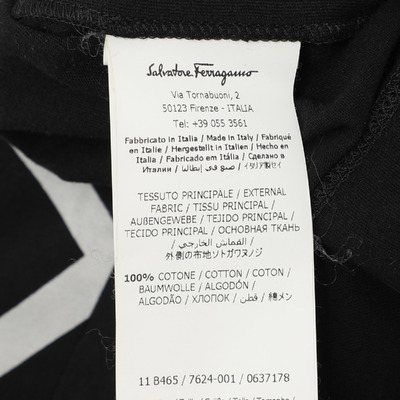 Salvatore Ferragamo
Via Tornabuoni, 2
50123 Firenze - ITALIA
Tel: +39 055 3561
Fabbricato in Italia / Made in Italy / Fabriqué
en Italie / Hergestellt in Italien / Hecho en
Italia / Fabricado em Itália / Сделано в
Италии / صنع في إيطاليا / イタリア製
TESSUTO PRINCIPALE / EXTERNAL
FABRIC / TISSU PRINCIPAL /
AUßENGEWEBE / TEJIDO PRINCIPAL /
TECIDO PRINCIPAL / ОСНОВНАЯ ТКАНЬ
/ القماش الخارجي /
外側の布地ソトガワヌノジ
100% COTONE / COTTON / COTON /
BAUMWOLLE / ALGODÓN /
ALGODÃO / ХЛОПОК / قطن / 綿メン
11 B465 / 7624-001 / 0637178